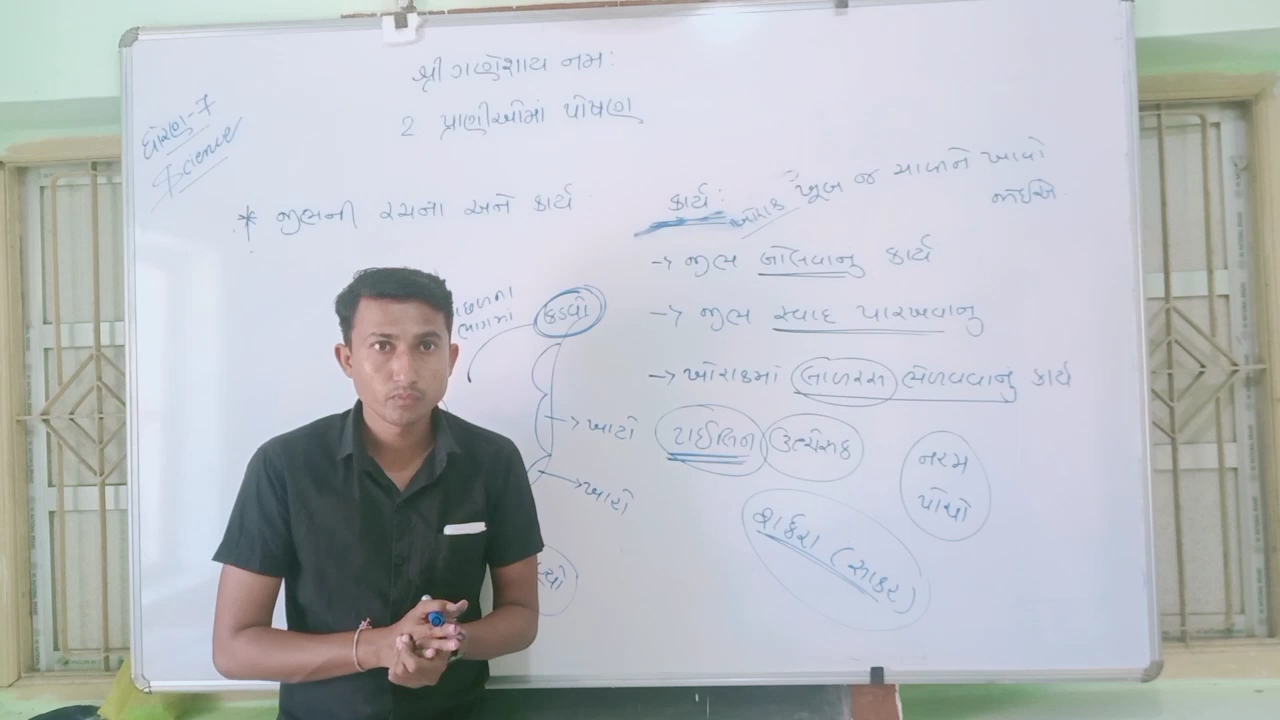 શ્રી ગણેશાય નમઃ
2 પ્રાણીઓમાં પોષણ
ધોરણ-7
Science
* જીભની રચના અને કાર્ય
કાર્ય:
ખોરાક ખૂબ જ ચાવીને ખાવો
જોઈએ
→ જીભ બોલવાનુ કાર્ય
→ જીભ સ્વાદ પારખવાનુ
→ ખોરાકમાં લાળરસ ભેળવવાનુ કાર્ય
ટાઈલિન ઉત્સેચક
નરમ
પોચો
શર્કરા (સાકર)
ભાગમાં
કડવો
→ ખાટો
→ ખારો